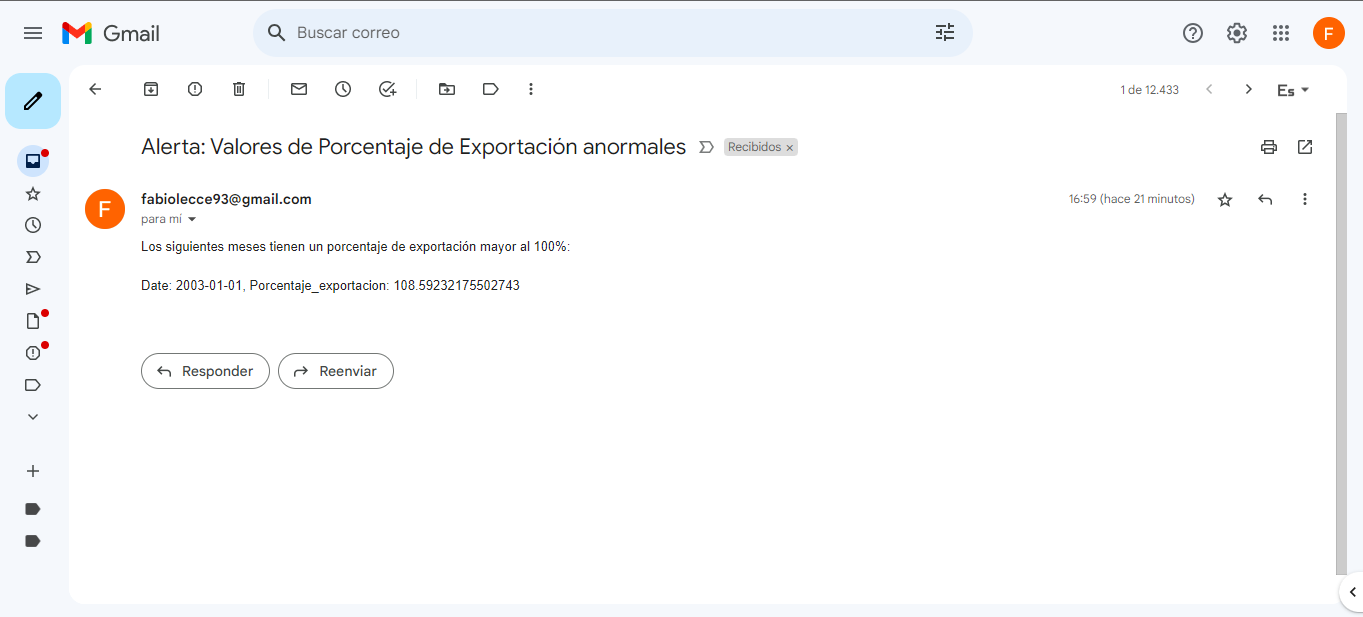 Gmail
Buscar correo
F
1 de 12.433
Es
Alerta: Valores de Porcentaje de Exportación anormales
Recibidos ×
F
fabiolecce93@gmail.com
16:59 (hace 21 minutos)
para mí
Los siguientes meses tienen un porcentaje de exportación mayor al 100%:
Date: 2003-01-01, Porcentaje_exportacion: 108.59232175502743
Responder
Reenviar